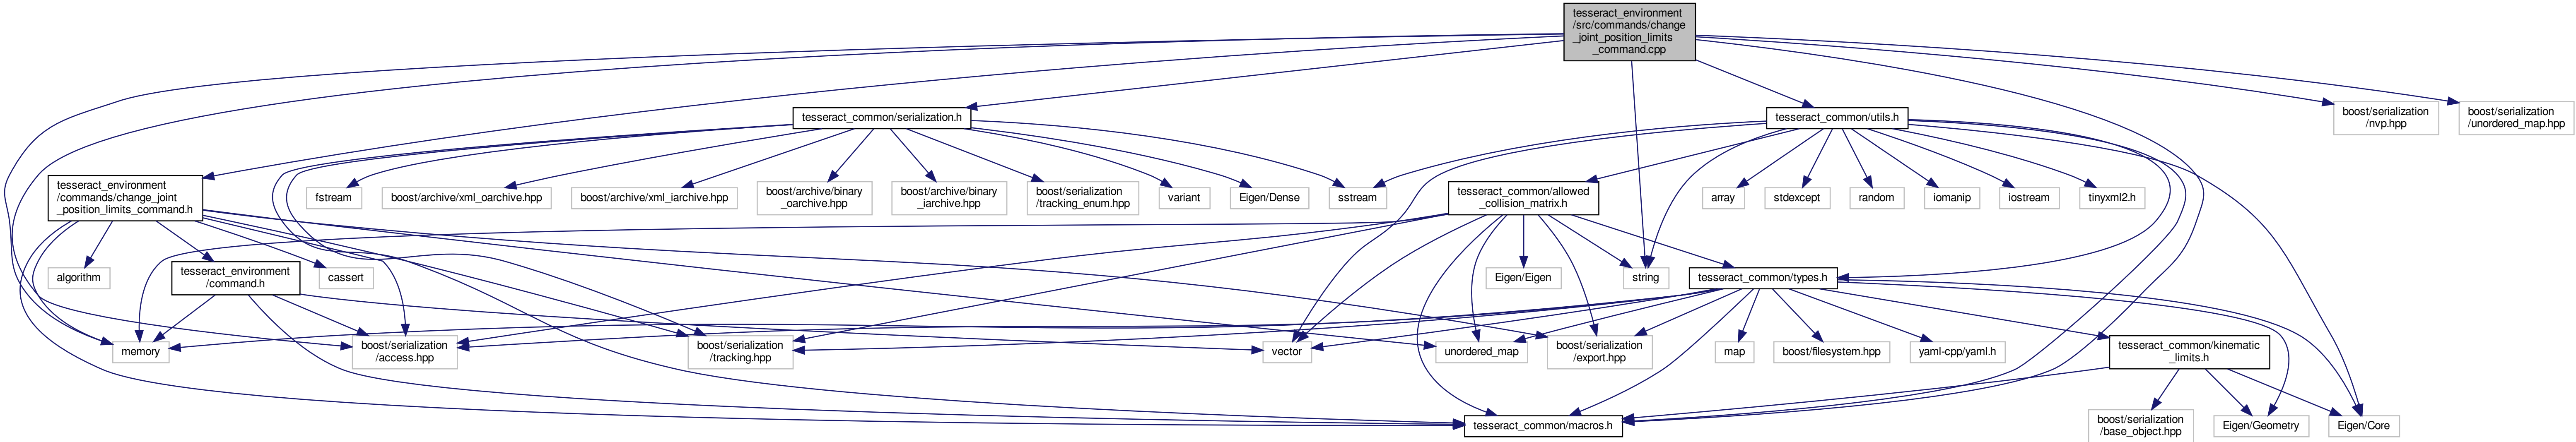 tesseract_environment
/src/commands/change
_joint_position_limits
_command.cpp
tesseract_common/serialization.h
tesseract_common/utils.h
boost/serialization
/nvp.hpp
boost/serialization
/unordered_map.hpp
tesseract_environment
/commands/change_joint
_position_limits_command.h
fstream
boost/archive/xml_oarchive.hpp
boost/archive/xml_iarchive.hpp
boost/archive/binary
_oarchive.hpp
boost/archive/binary
_iarchive.hpp
boost/serialization
/tracking_enum.hpp
variant
Eigen/Dense
sstream
tesseract_common/allowed
_collision_matrix.h
array
stdexcept
random
iomanip
iostream
tinyxml2.h
algorithm
tesseract_environment
/command.h
cassert
Eigen/Eigen
string
tesseract_common/types.h
memory
boost/serialization
/access.hpp
boost/serialization
/tracking.hpp
vector
unordered_map
boost/serialization
/export.hpp
map
boost/filesystem.hpp
yaml-cpp/yaml.h
tesseract_common/kinematic
_limits.h
tesseract_common/macros.h
boost/serialization
/base_object.hpp
Eigen/Geometry
Eigen/Core